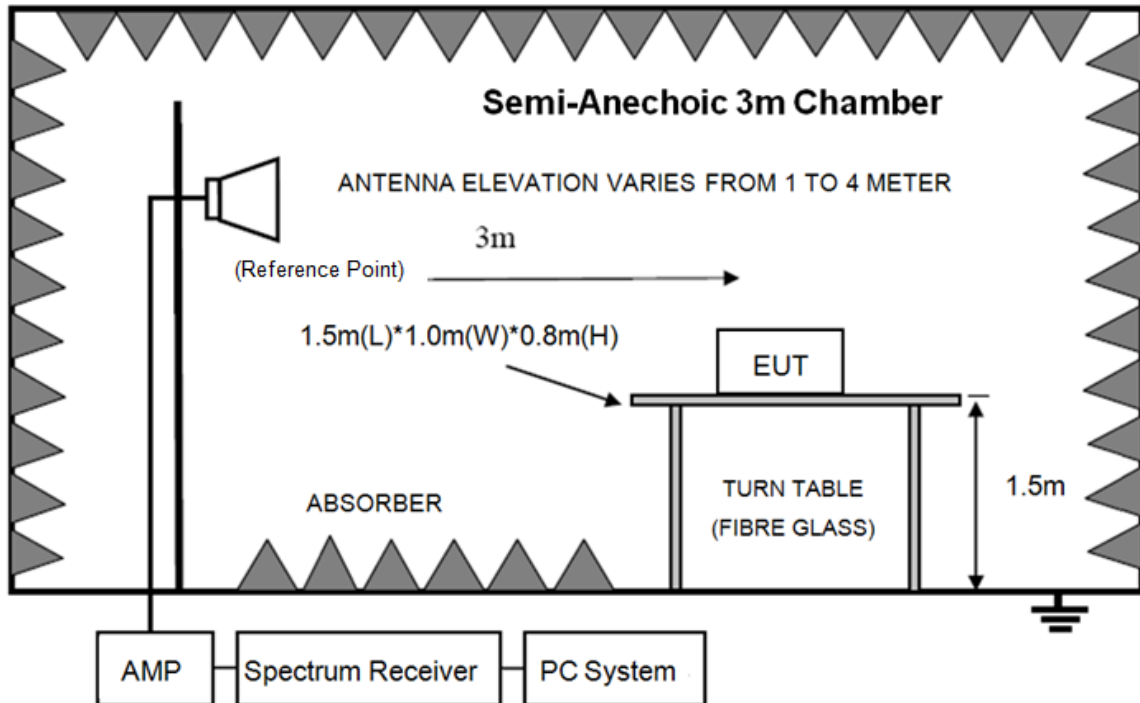 Semi-Anechoic 3m Chamber
ANTENNA ELEVATION VARIES FROM 1 TO 4 METER
3m
(Reference Point)
1.5m(L)*1.0m(W)*0.8m(H)
EUT
ABSORBER
TURN TABLE
(FIBRE GLASS)
1.5m
AMP
Spectrum Receiver
PC System